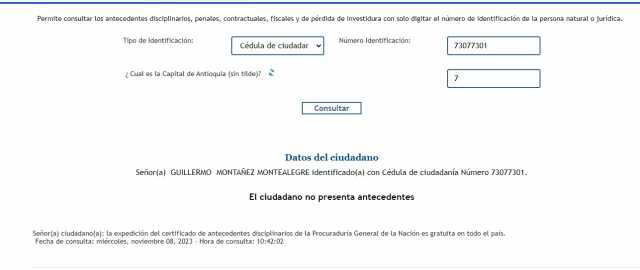 Permite consultar los antecedentes disciplinarios, penales, contractuales, fiscales y de pérdida de investidura con solo digitar el número de identificación de la persona natural o jurídica.
Tipo de Identificación: Cédula de ciudadar Número Identificación: 73077301
¿ Cual es la Capital de Antioquia (sin tilde)? 7
Consultar
Datos del ciudadano
Señor(a) GUILLERMO MONTAÑEZ MONTEALEGRE identificado(a) con Cédula de ciudadanía Número 73077301.
El ciudadano no presenta antecedentes
Señor(a) ciudadano(a): la expedición del certificado de antecedentes disciplinarios de la Procuraduría General de la Nación es gratuita en todo el país.
Fecha de consulta: miércoles, noviembre 08, 2023 - Hora de consulta: 10:42:02